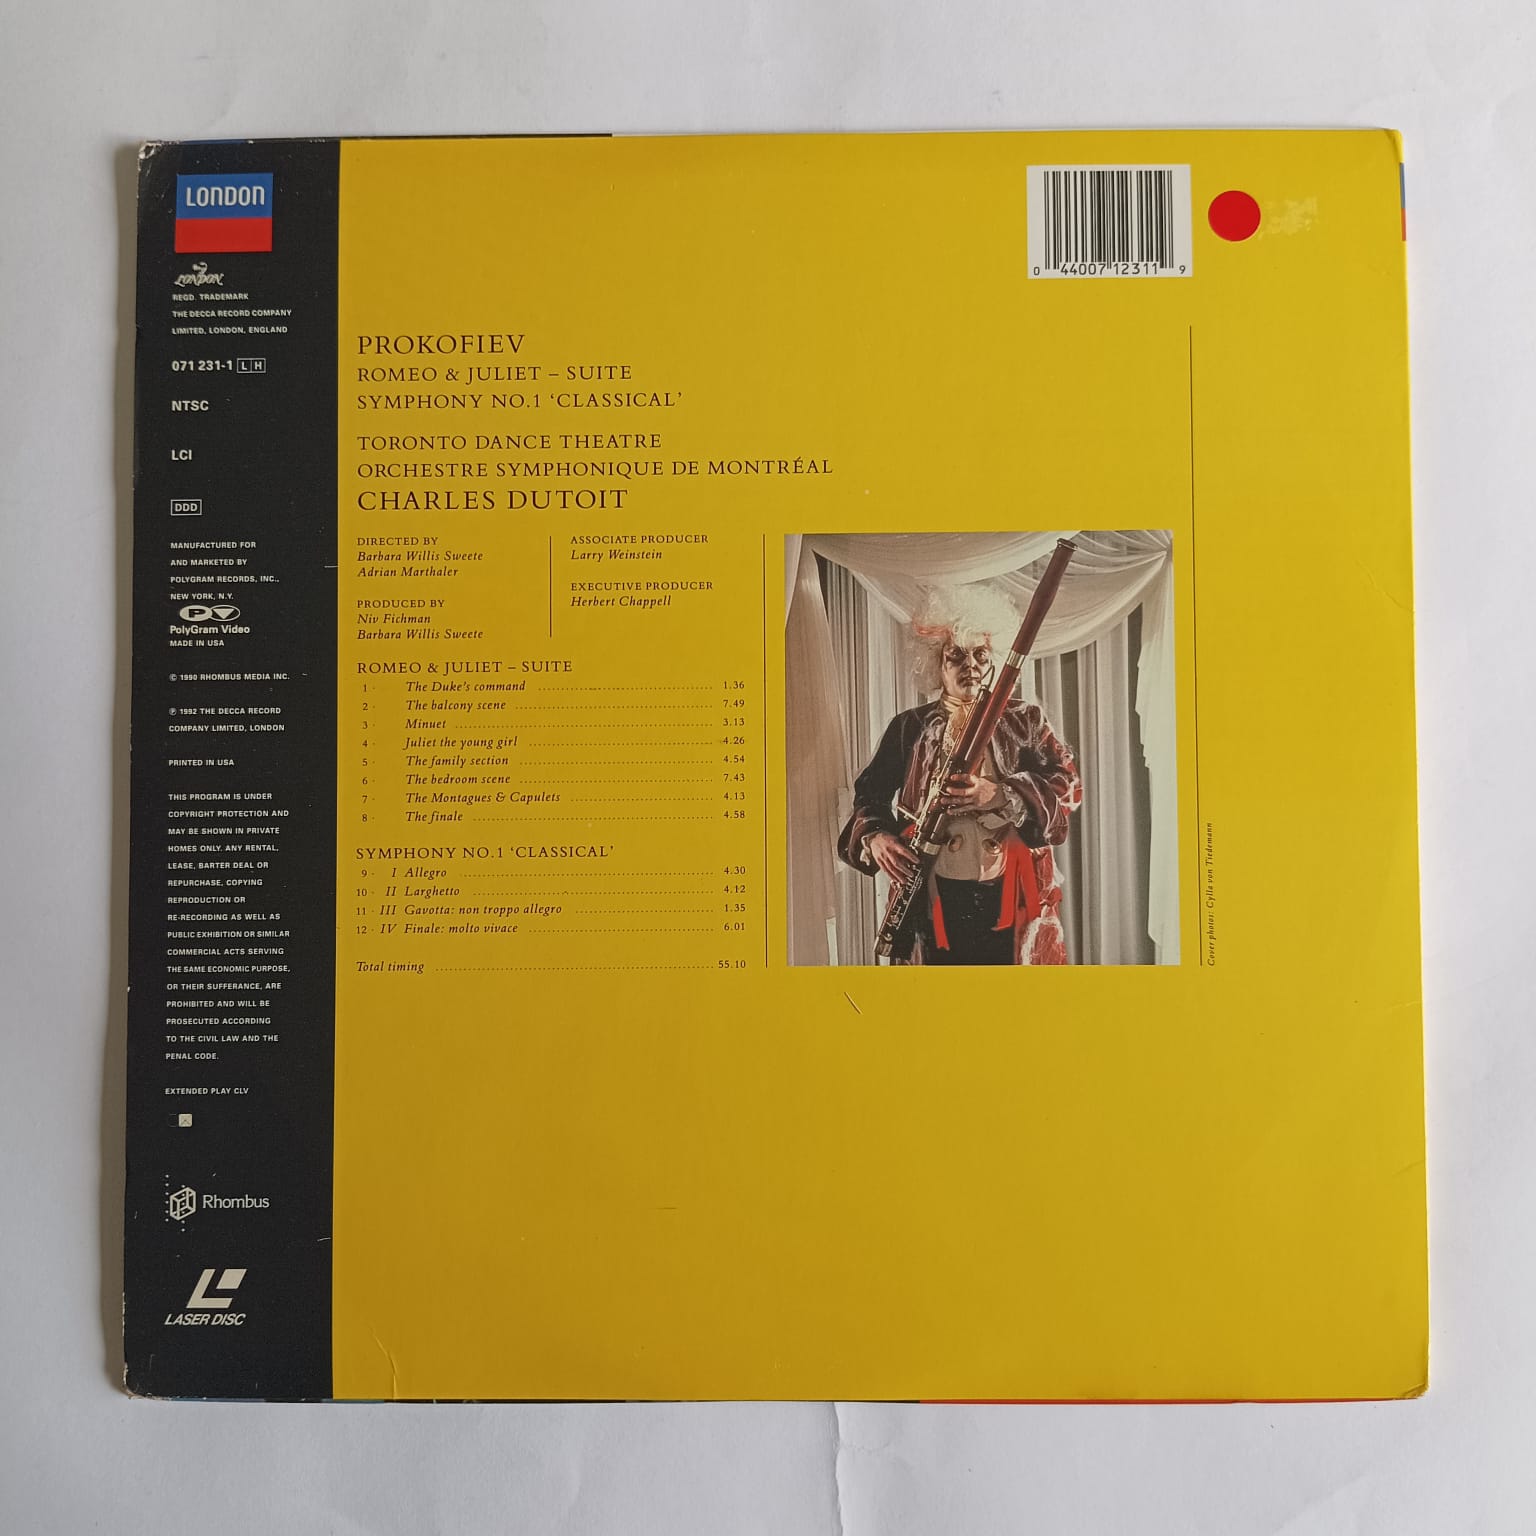 LONDON
LONDON
REGD. TRADEMARK
THE DECCA RECORD COMPANY
LIMITED, LONDON, ENGLAND
071 231-1 L H
NTSC
LCI
DDD
MANUFACTURED FOR
AND MARKETED BY
POLYGRAM RECORDS, INC.,
NEW YORK, N.Y.
PolyGram Video
MADE IN USA
© 1990 RHOMBUS MEDIA INC.
℗ 1992 THE DECCA RECORD
COMPANY LIMITED, LONDON
PRINTED IN USA
THIS PROGRAM IS UNDER
COPYRIGHT PROTECTION AND
MAY BE SHOWN IN PRIVATE
HOMES ONLY. ANY RENTAL,
LEASE, BARTER DEAL OR
REPURCHASE, COPYING
REPRODUCTION OR
RE-RECORDING AS WELL AS
PUBLIC EXHIBITION OR SIMILAR
COMMERCIAL ACTS SERVING
THE SAME ECONOMIC PURPOSE,
OR THEIR SUFFERANCE, ARE
PROHIBITED AND WILL BE
PROSECUTED ACCORDING
TO THE CIVIL LAW AND THE
PENAL CODE.
EXTENDED PLAY CLV
Rhombus
LASER DISC
0 44007 12311 9
PROKOFIEV
ROMEO & JULIET – SUITE
SYMPHONY NO.1 ‘CLASSICAL’
TORONTO DANCE THEATRE
ORCHESTRE SYMPHONIQUE DE MONTRÉAL
CHARLES DUTOIT
DIRECTED BY
Barbara Willis Sweete
Adrian Marthaler
PRODUCED BY
Niv Fichman
Barbara Willis Sweete
ASSOCIATE PRODUCER
Larry Weinstein
EXECUTIVE PRODUCER
Herbert Chappell
ROMEO & JULIET – SUITE
1 · The Duke's command 1.36
2 · The balcony scene 7.49
3 · Minuet 3.13
4 · Juliet the young girl 4.26
5 · The family section 4.54
6 · The bedroom scene 7.43
7 · The Montagues & Capulets 4.13
8 · The finale 4.58
SYMPHONY NO.1 ‘CLASSICAL’
9 · I Allegro 4.30
10 · II Larghetto 4.12
11 · III Gavotta: non troppo allegro 1.35
12 · IV Finale: molto vivace 6.01
Total timing 55.10
Cover photos: Cylla von Tiedemann